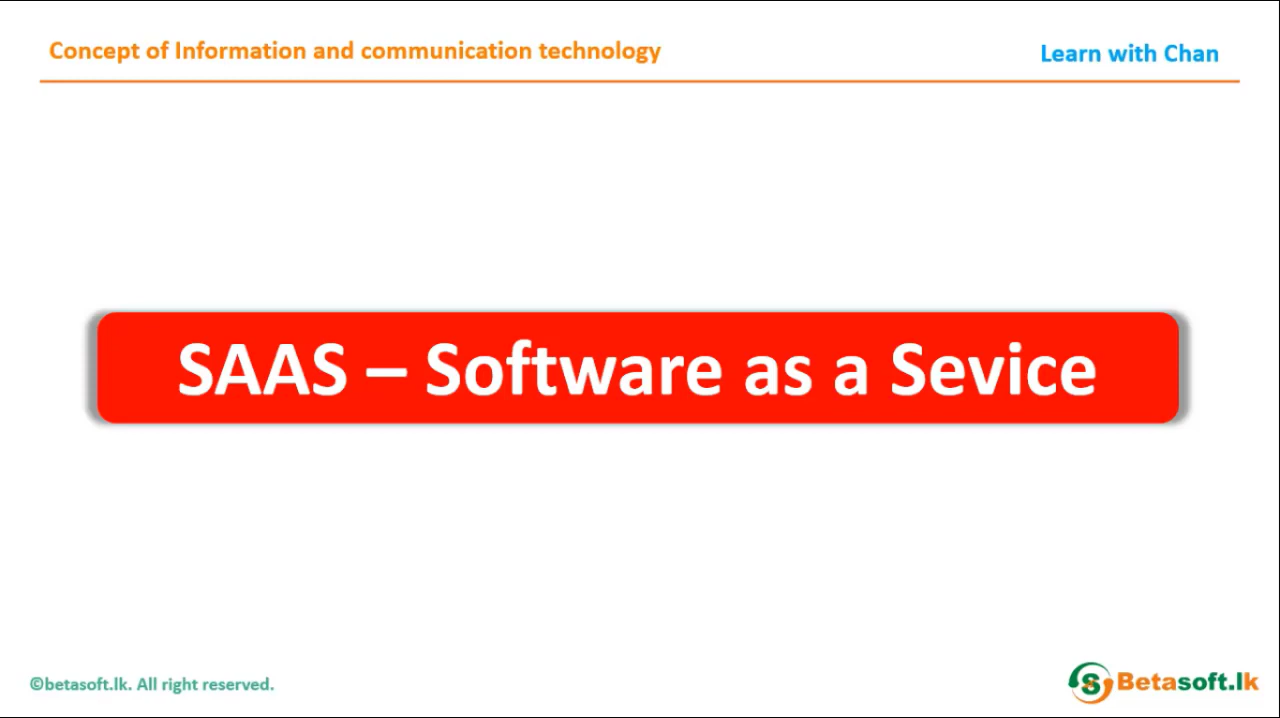 Concept of Information and communication technology
Learn with Chan
SAAS – Software as a Sevice
©betasoft.lk. All right reserved.
S Betasoft.lk